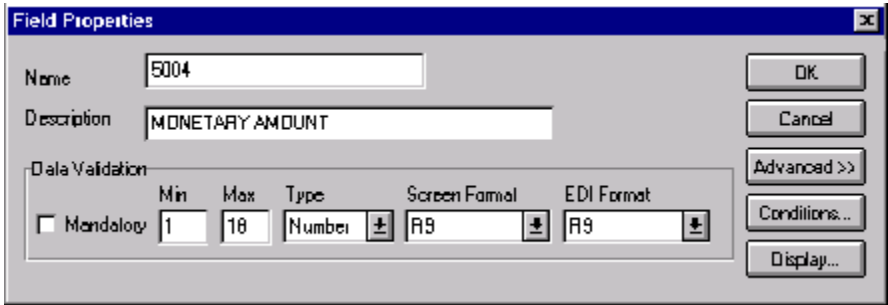 Field Properties
Name
5004
OK
Description
MONETARY AMOUNT
Cancel
Data Validation
Advanced >>
Min
Max
Type
Screen Format
EDI Format
Mandatory
1
18
Number
R9
R9
Conditions...
Display...